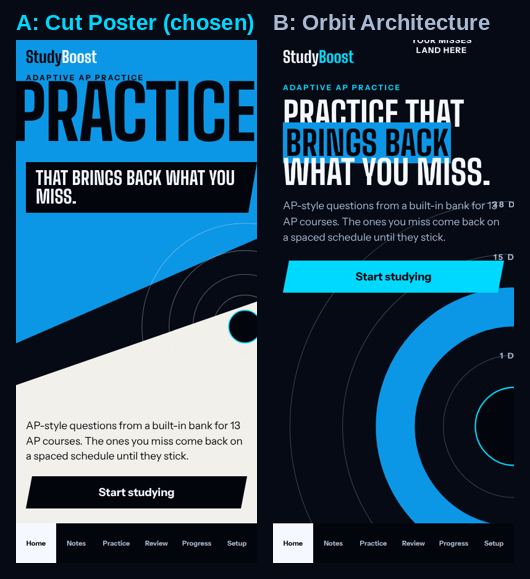 A: Cut Poster (chosen)
StudyBoost
ADAPTIVE AP PRACTICE
PRACTICE
THAT BRINGS BACK WHAT YOU
MISS.
AP-style questions from a built-in bank for 13
AP courses. The ones you miss come back on
a spaced schedule until they stick.
Start studying
Home Notes Practice Review Progress Setup
B: Orbit Architecture
YOUR MISSES
LAND HERE
StudyBoost
ADAPTIVE AP PRACTICE
PRACTICE THAT
BRINGS BACK
WHAT YOU MISS.
AP-style questions from a built-in bank for 13
AP courses. The ones you miss come back on
a spaced schedule until they stick.
15 D
Start studying
1 D
Home Notes Practice Review Progress Setup